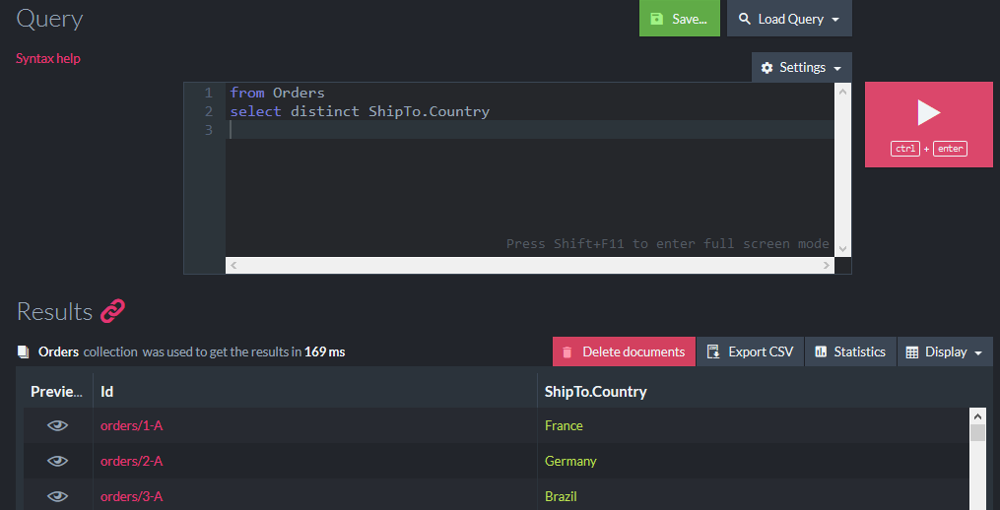 Query
Save...
Load Query
Syntax help
Settings
1 from Orders
2 select distinct ShipTo.Country
3
ctrl + enter
Press Shift+F11 to enter full screen mode
Results
Orders collection was used to get the results in 169 ms
Delete documents
Export CSV
Statistics
Display
Previe... Id ShipTo.Country
orders/1-A France
orders/2-A Germany
orders/3-A Brazil